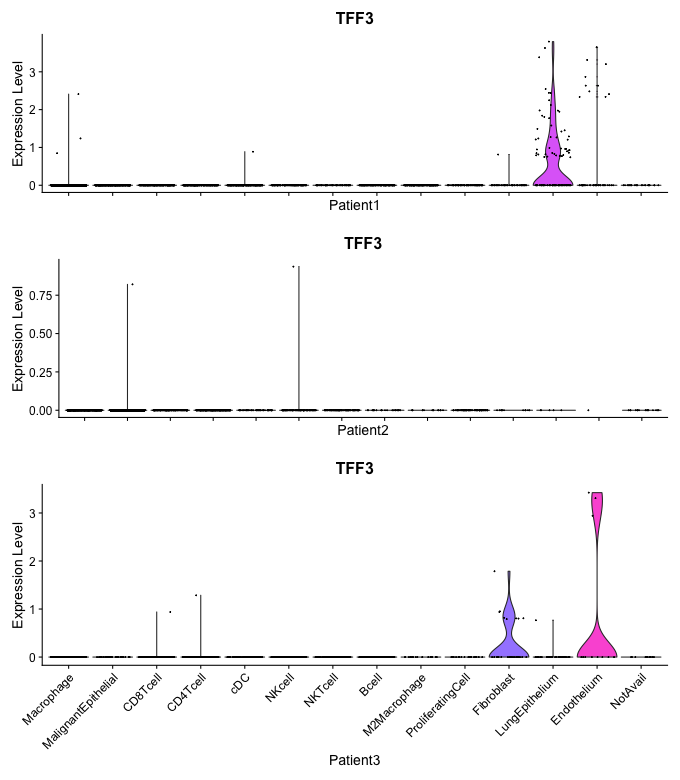 TFF3
Expression Level
3
2
1
0
Patient1
TFF3
Expression Level
0.75
0.50
0.25
0.00
Patient2
TFF3
Expression Level
3
2
1
0
Macrophage
MalignantEpithelial
CD8Tcell
CD4Tcell
cDC
NKcell
NKTcell
Bcell
M2Macrophage
ProliferatingCell
Fibroblast
LungEpithelium
Endothelium
NotAvail
Patient3